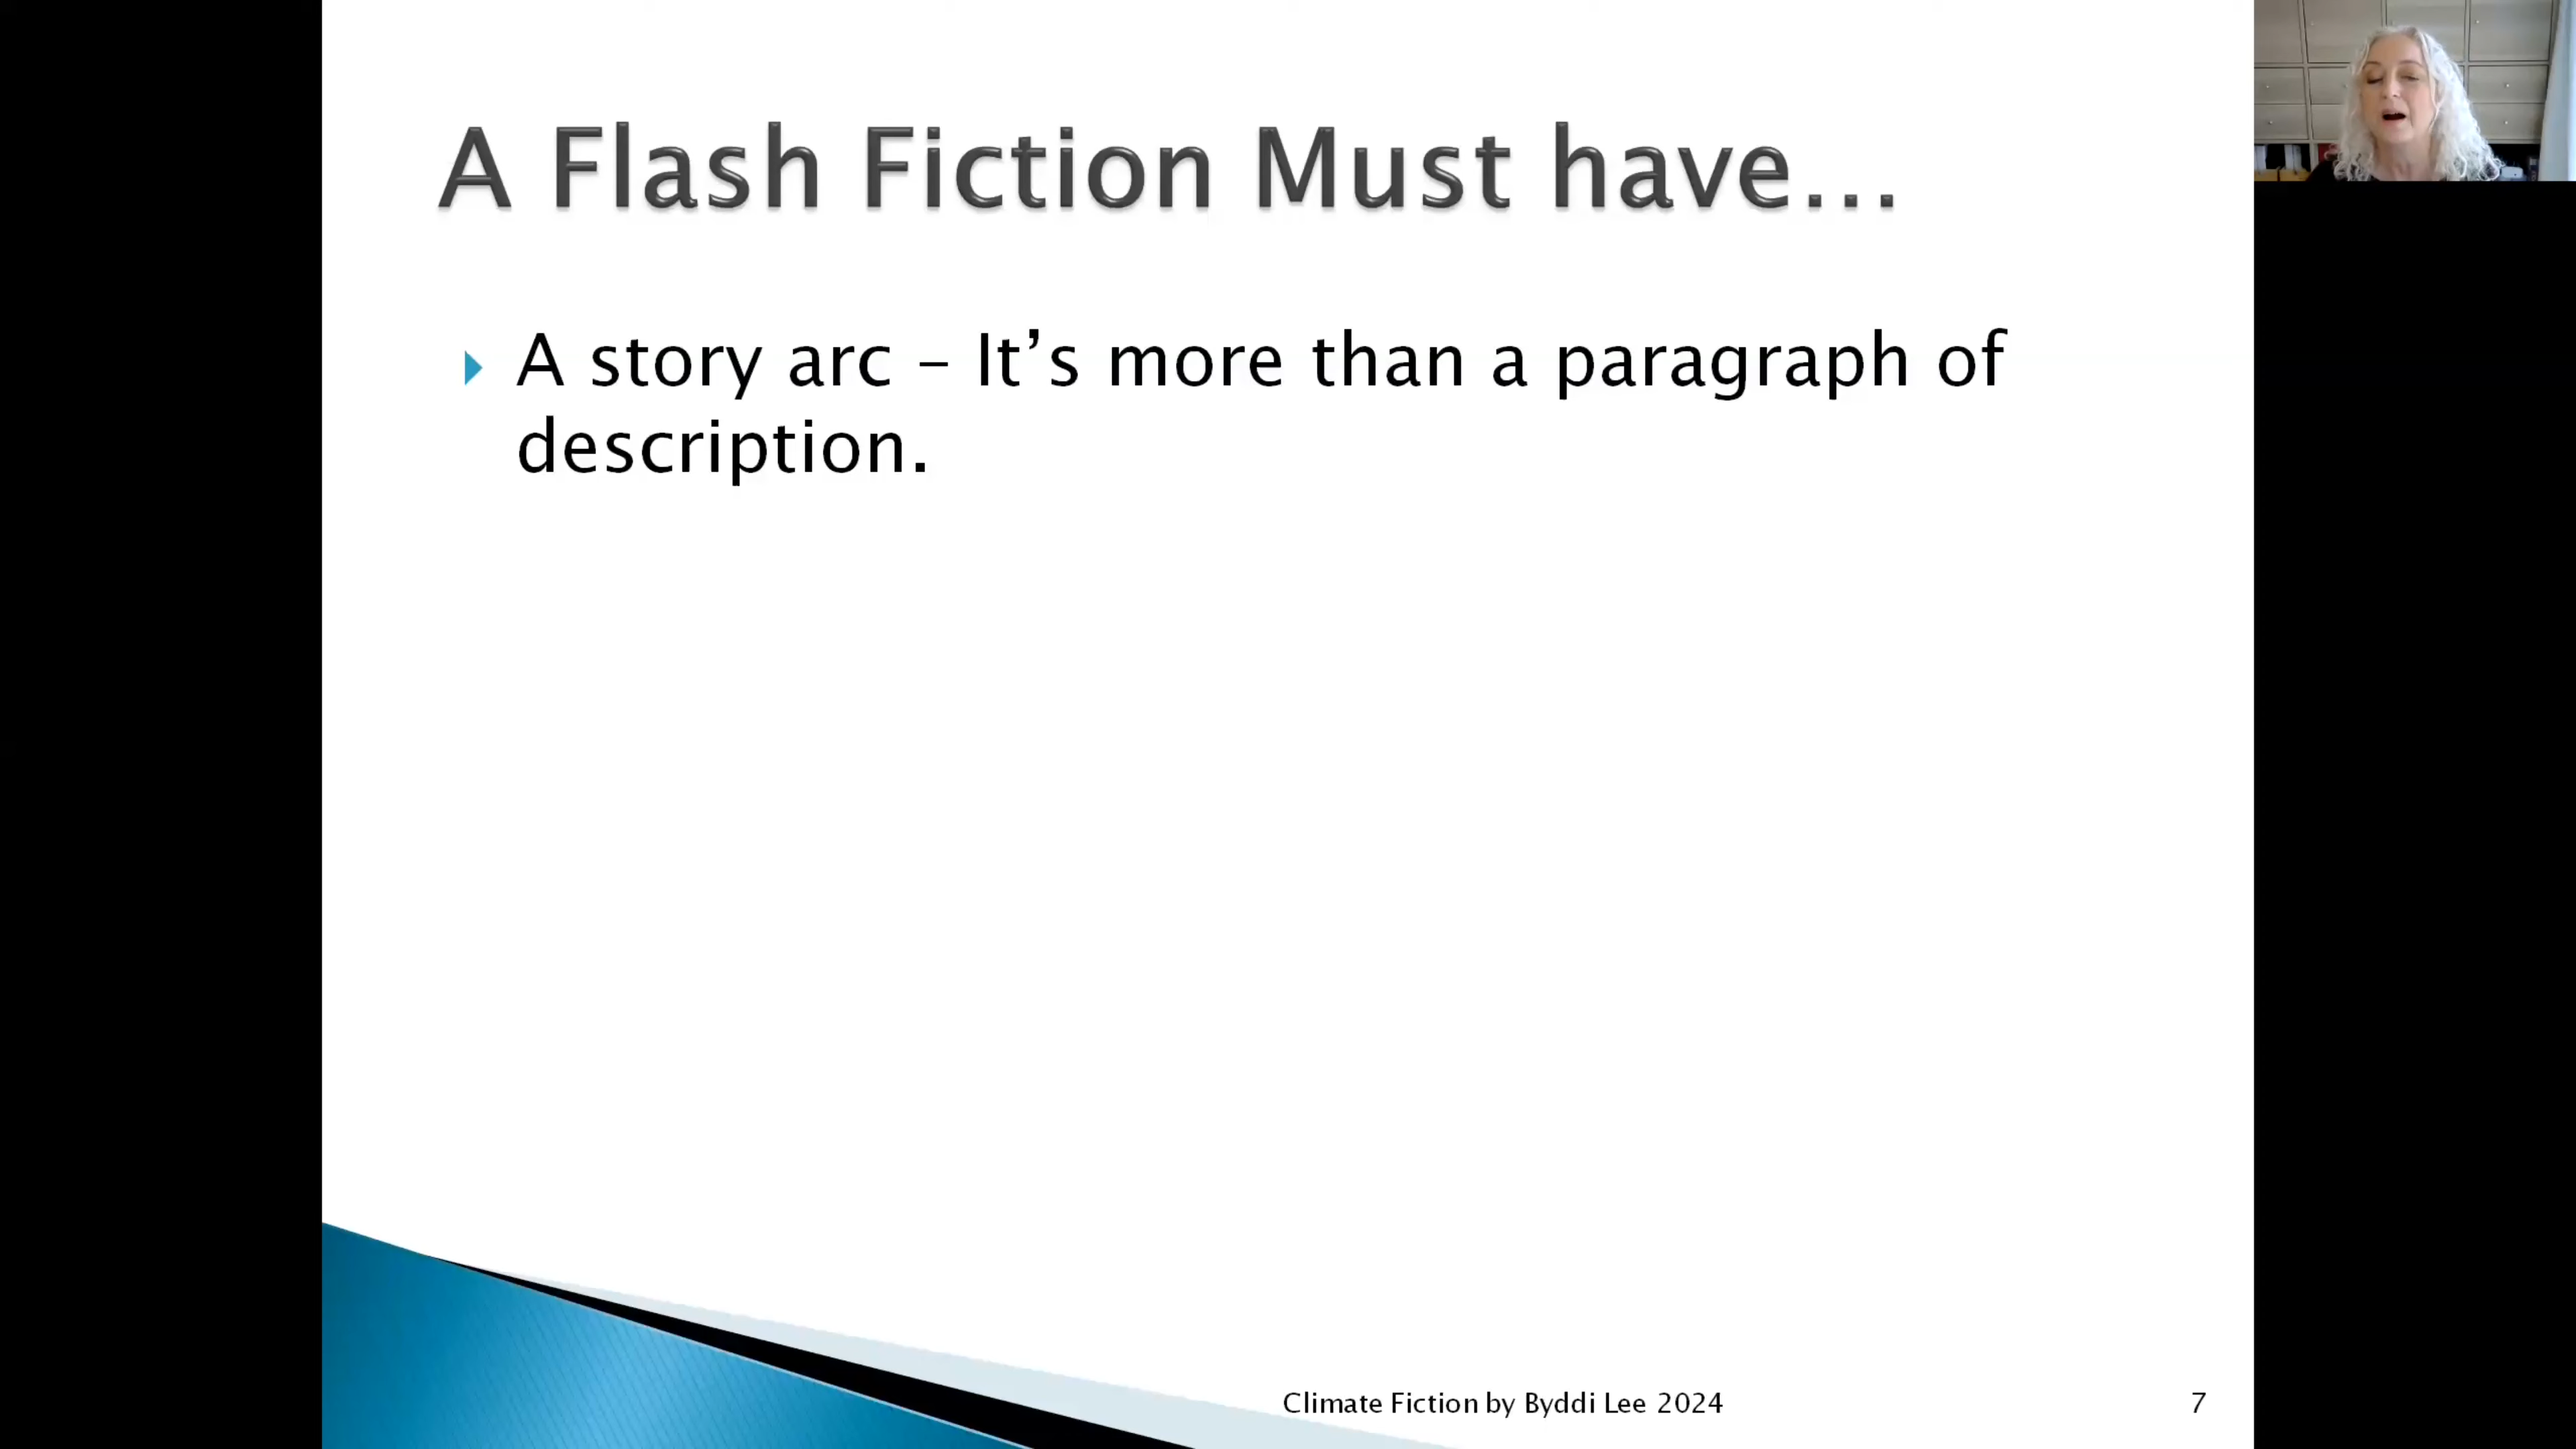 A Flash Fiction Must have...
A story arc – It’s more than a paragraph of
description.
Climate Fiction by Byddi Lee 2024
7